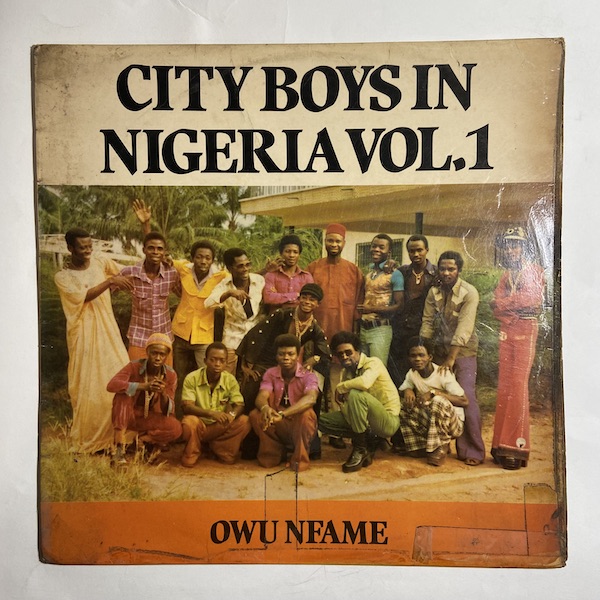 CITY BOYS IN
NIGERIA VOL.1
OWU NFAME